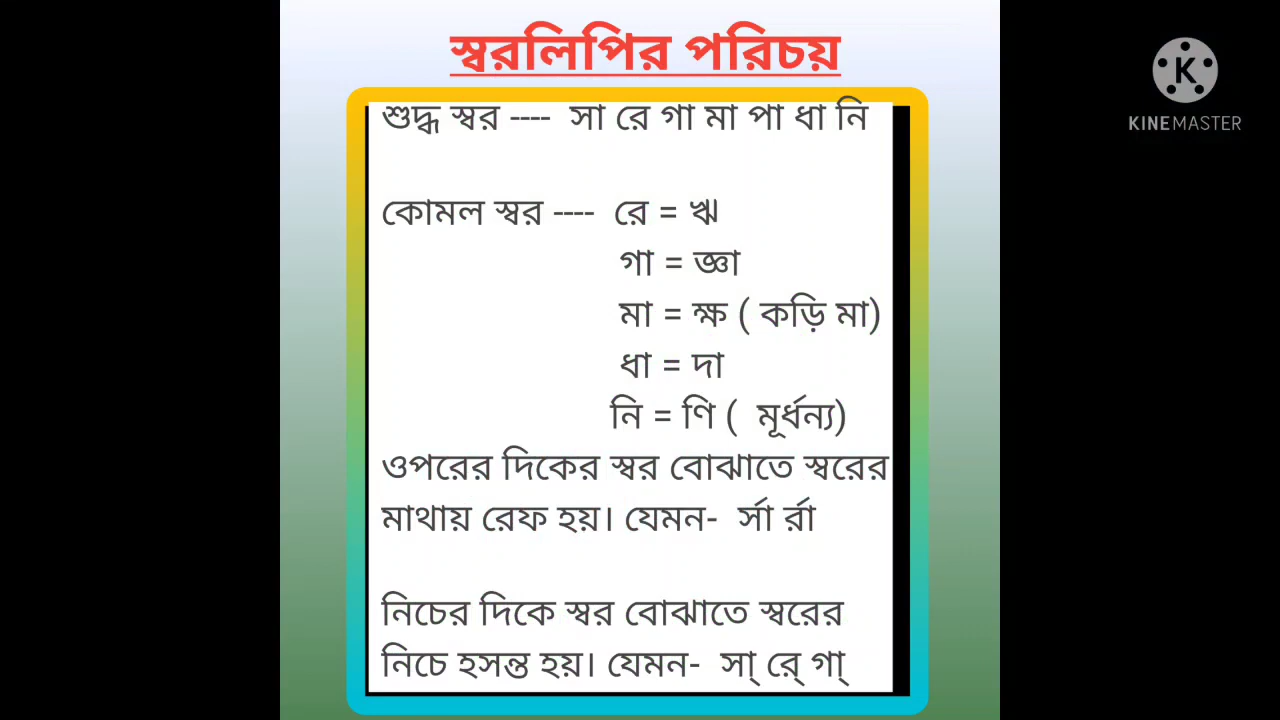 স্বরলিপির পরিচয়
K
KINEMASTER
শুদ্ধ স্বর ---- সা রে গা মা পা ধা নি
কোমল স্বর ---- রে = ঋ
গা = জ্ঞা
মা = ক্ষ ( কড়ি মা)
ধা = দা
নি = ণি ( মূর্ধন্য)
ওপরের দিকের স্বর বোঝাতে স্বরের
মাথায় রেফ হয়। যেমন- র্সা র্রা
নিচের দিকে স্বর বোঝাতে স্বরের
নিচে হসন্ত হয়। যেমন- সা্ রে্ গা্